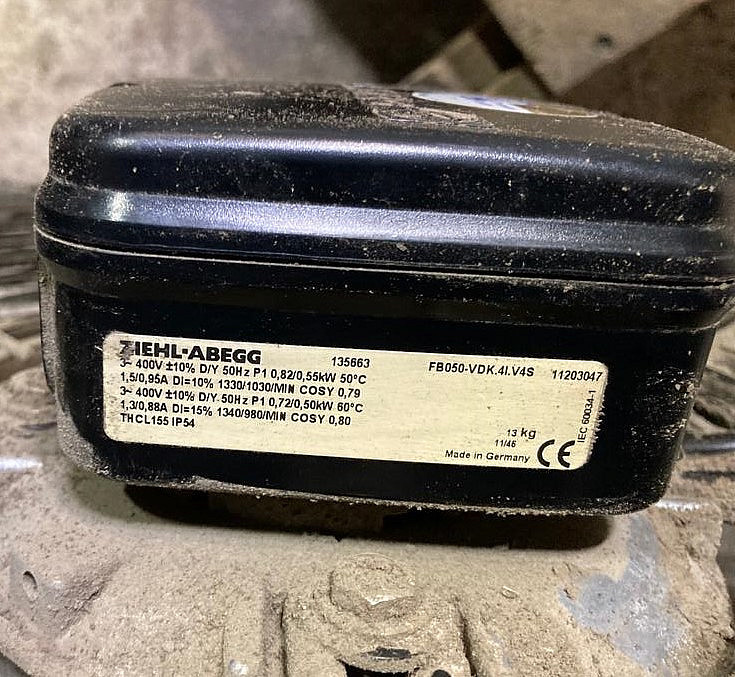 ZIEHL-ABEGG 135663 FB050-VDK.4I.V4S 11203047
3~ 400V ±10% D/Y 50Hz P1 0,82/0,55kW 50°C
1,5/0,95A DI=10% 1330/1030/MIN COSY 0,79
3~ 400V ±10% D/Y 50Hz P1 0,72/0,50kW 60°C
1,3/0,88A DI=15% 1340/980/MIN COSY 0,80
THCL155 IP54
13 kg
11/46
Made in Germany CE
IEC 60034-1